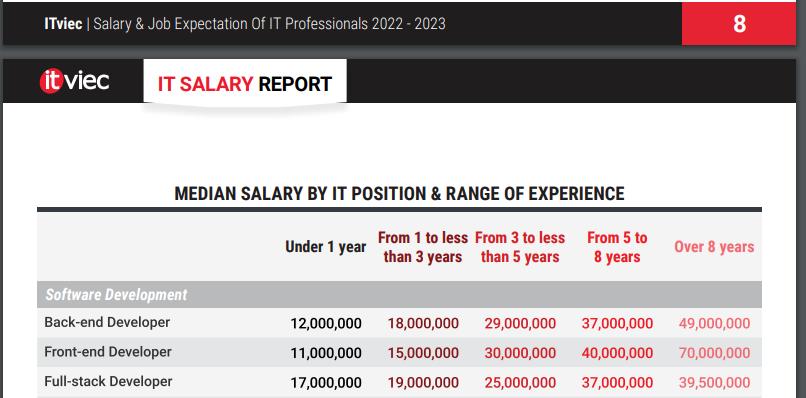 ITviec | Salary & Job Expectation Of IT Professionals 2022 - 2023 8
itviec IT SALARY REPORT
MEDIAN SALARY BY IT POSITION & RANGE OF EXPERIENCE
Under 1 year From 1 to less than 3 years From 3 to less than 5 years From 5 to 8 years Over 8 years
Software Development
Back-end Developer 12,000,000 18,000,000 29,000,000 37,000,000 49,000,000
Front-end Developer 11,000,000 15,000,000 30,000,000 40,000,000 70,000,000
Full-stack Developer 17,000,000 19,000,000 25,000,000 37,000,000 39,500,000